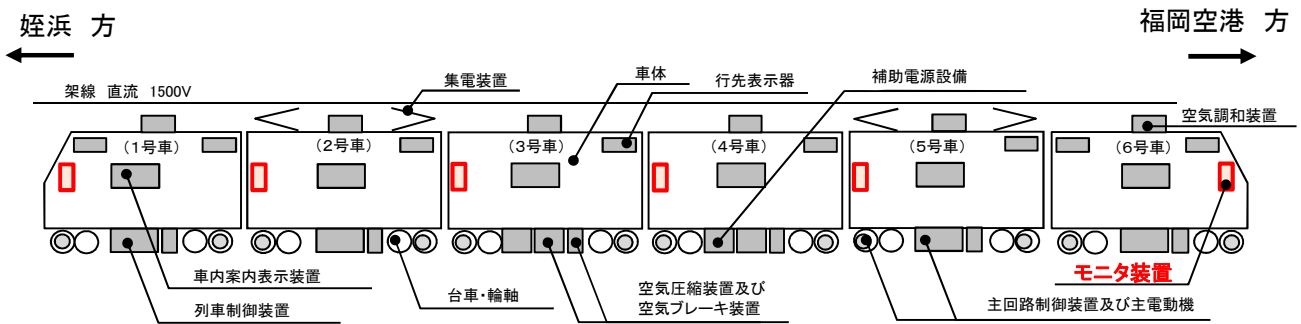 姪浜 方
福岡空港 方
架線 直流 1500V
集電装置
車体
行先表示器
補助電源設備
空気調和装置
（1号車）
（2号車）
（3号車）
（4号車）
（5号車）
（6号車）
モニタ装置
車内案内表示装置
列車制御装置
台車・輪軸
空気圧縮装置及び
空気ブレーキ装置
主回路制御装置及び主電動機